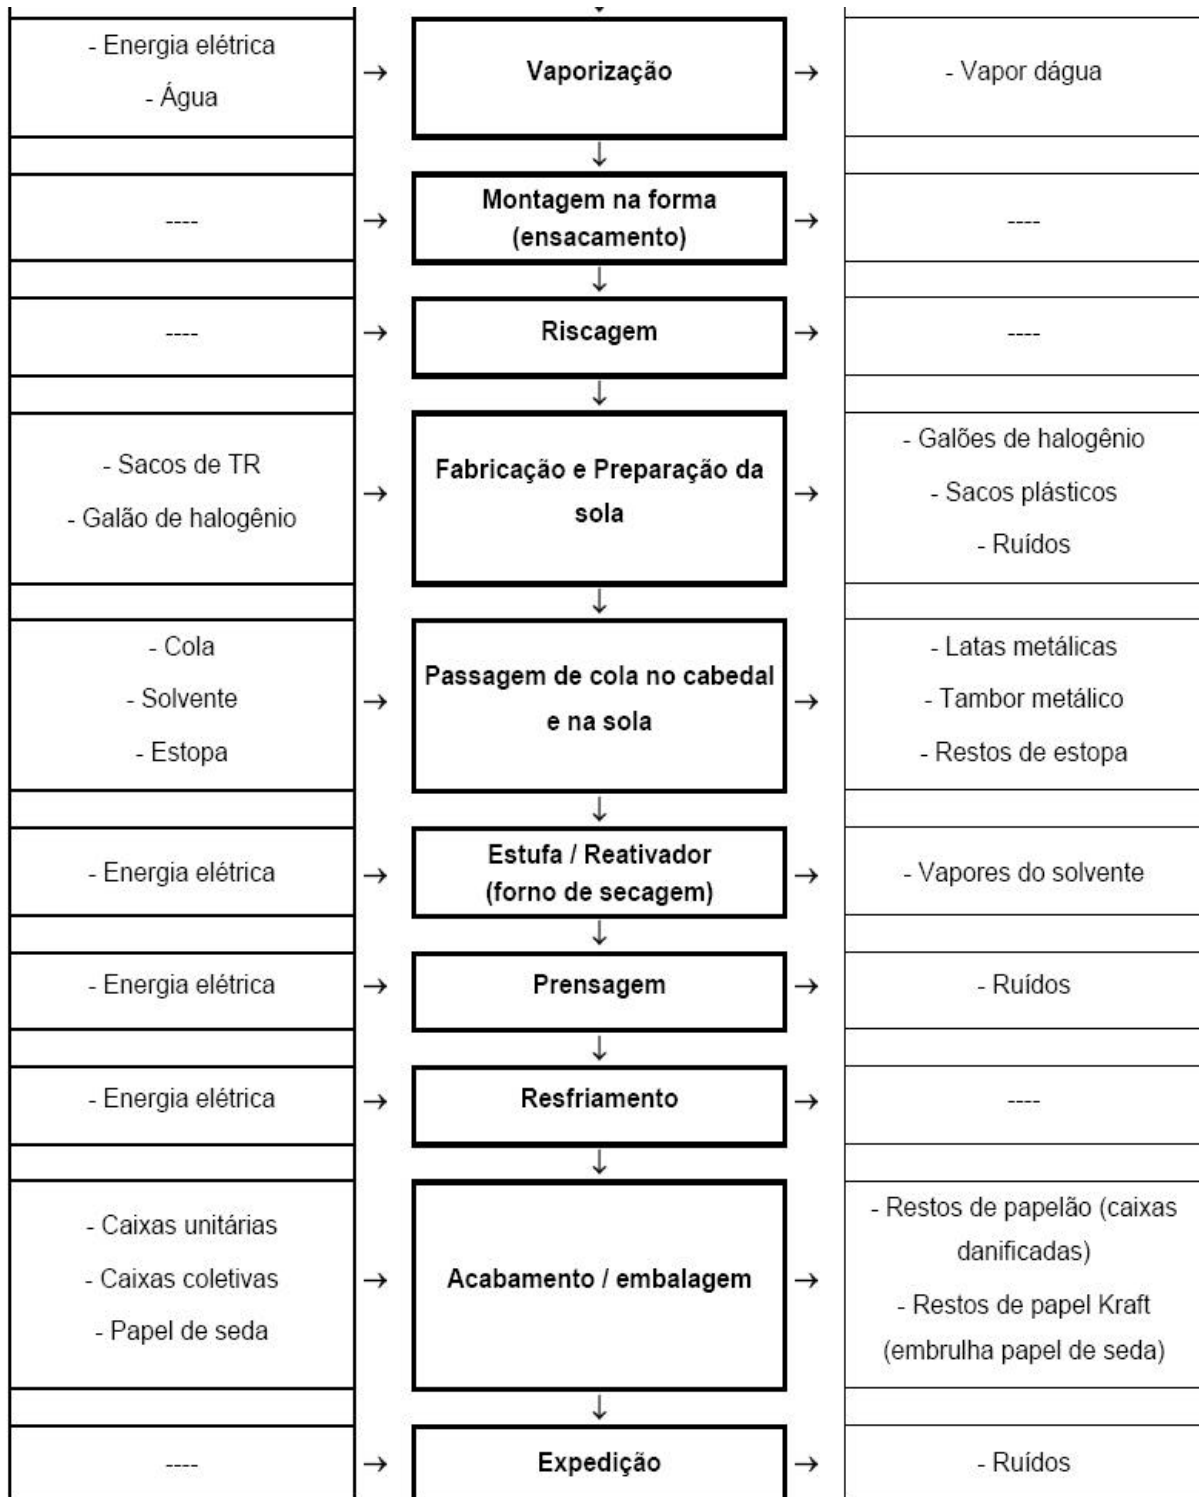 - Energia elétrica
- Água
→
Vaporização
→
- Vapor dágua
↓
----
→
Montagem na forma
(ensacamento)
→
----
↓
----
→
Riscagem
→
----
↓
- Sacos de TR
- Galão de halogênio
→
Fabricação e Preparação da
sola
→
- Galões de halogênio
- Sacos plásticos
- Ruídos
↓
- Cola
- Solvente
- Estopa
→
Passagem de cola no cabedal
e na sola
→
- Latas metálicas
- Tambor metálico
- Restos de estopa
↓
- Energia elétrica
→
Estufa / Reativador
(forno de secagem)
→
- Vapores do solvente
↓
- Energia elétrica
→
Prensagem
→
- Ruídos
↓
- Energia elétrica
→
Resfriamento
→
----
↓
- Caixas unitárias
- Caixas coletivas
- Papel de seda
→
Acabamento / embalagem
→
- Restos de papelão (caixas
danificadas)
- Restos de papel Kraft
(embrulha papel de seda)
↓
----
→
Expedição
→
- Ruídos